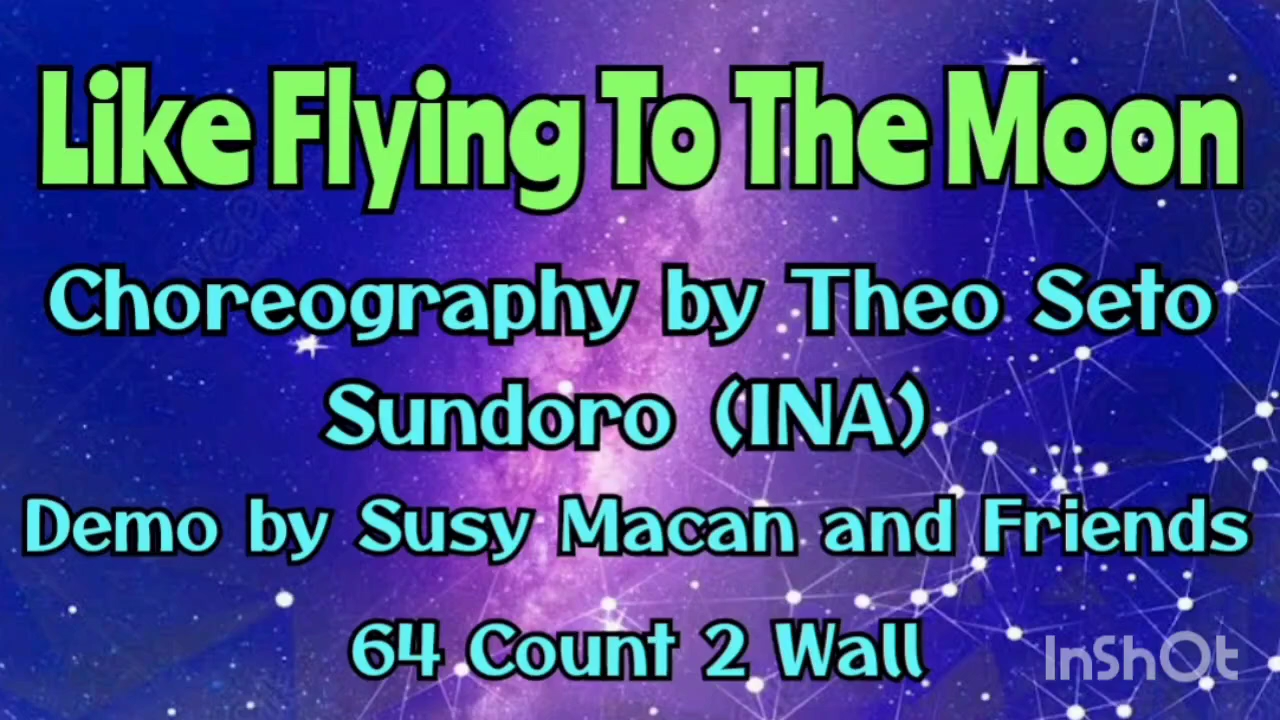 Like Flying To The Moon
Choreography by Theo Seto
Sundoro (INA)
Demo by Susy Macan and Friends
64 Count 2 Wall
InShOt